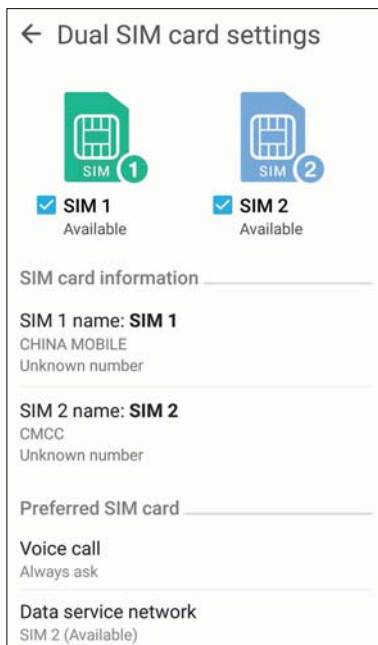 Dual SIM card settings
SIM 1
SIM 2
SIM 1
SIM 2
Available
Available
SIM card information
SIM 1 name: SIM 1
CHINA MOBILE
Unknown number
SIM 2 name: SIM 2
CMCC
Unknown number
Preferred SIM card
Voice call
Always ask
Data service network
SIM 2 (Available)